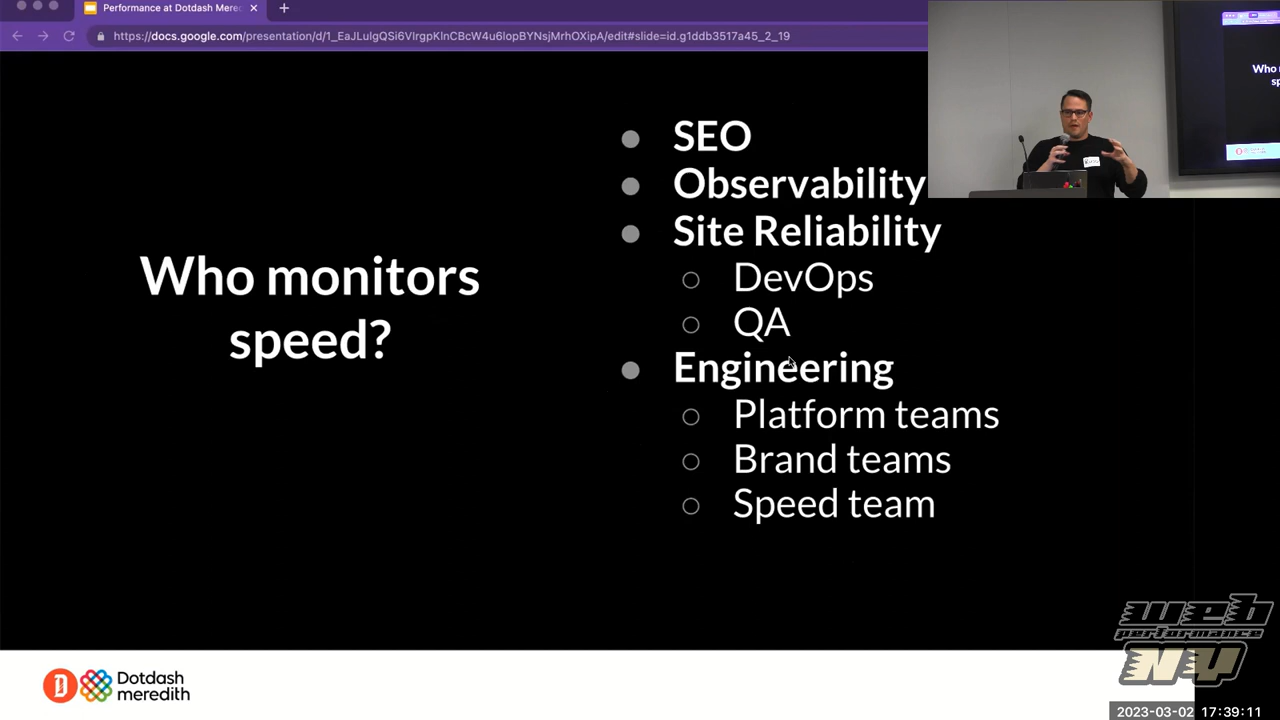 Performance at Dotdash Mered
https://docs.google.com/presentation/d/1_EaJLulgQSi6VlrgpKlnCBcW4u6lopBYNsjMrhOXipA/edit#slide=id.g1ddb3517a45_2_19
Who monitors
speed?
SEO
Observability
Site Reliability
DevOps
QA
Engineering
Platform teams
Brand teams
Speed team
Dotdash
meredith
web
performance
NY
2023-03-02 17:39:11